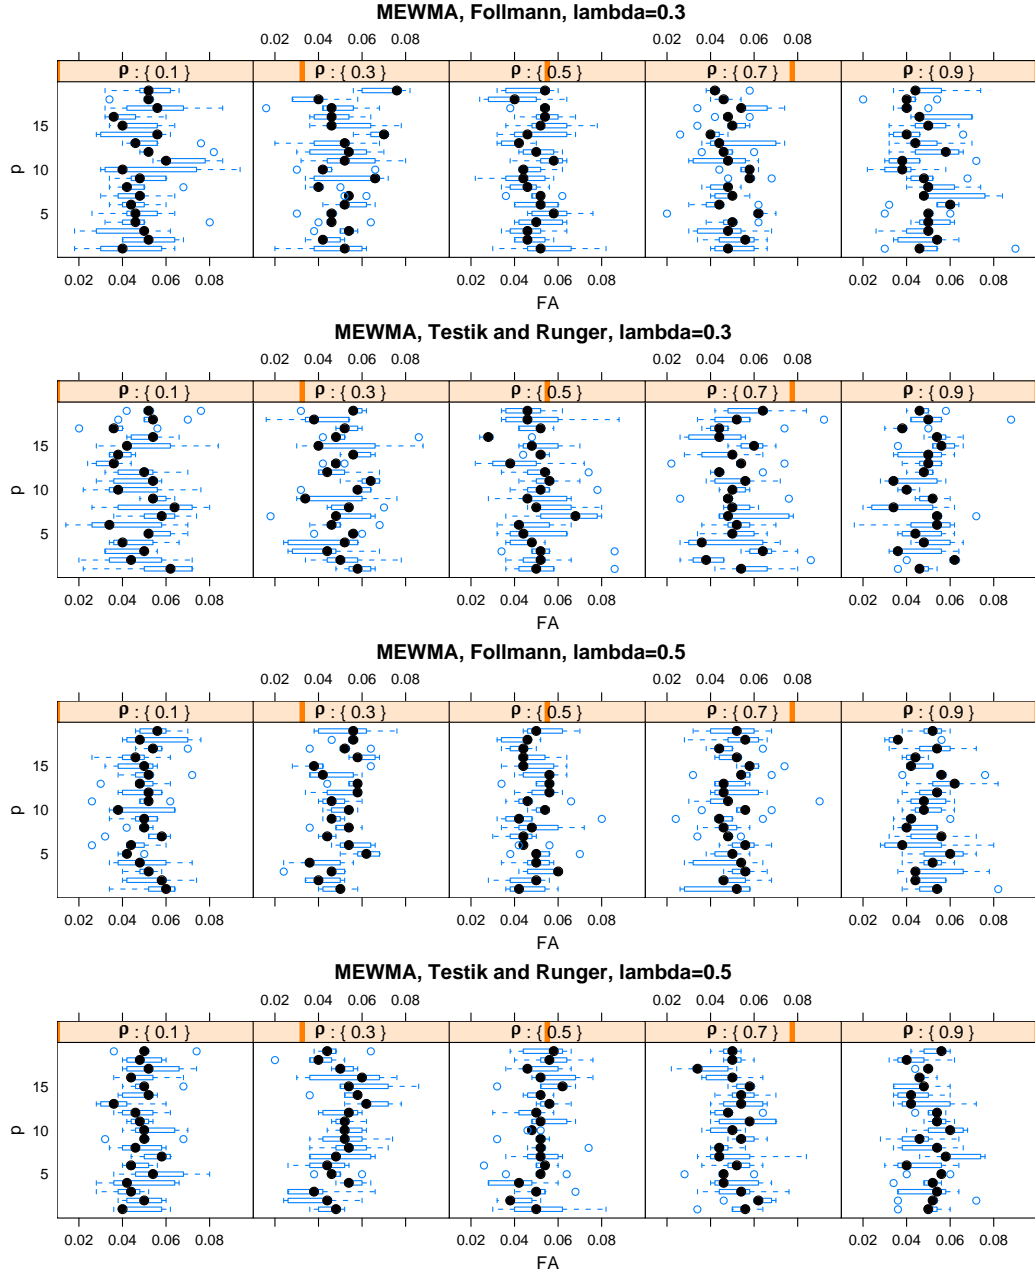 MEWMA, Follmann, lambda=0.3
0.02 0.04 0.06 0.08 0.02 0.04 0.06 0.08
ρ : { 0.1 } ρ : { 0.3 } ρ : { 0.5 } ρ : { 0.7 } ρ : { 0.9 }
15
10
5
p
0.02 0.04 0.06 0.08 0.02 0.04 0.06 0.08 0.02 0.04 0.06 0.08
FA
MEWMA, Testik and Runger, lambda=0.3
0.02 0.04 0.06 0.08 0.02 0.04 0.06 0.08
ρ : { 0.1 } ρ : { 0.3 } ρ : { 0.5 } ρ : { 0.7 } ρ : { 0.9 }
15
10
5
p
0.02 0.04 0.06 0.08 0.02 0.04 0.06 0.08 0.02 0.04 0.06 0.08
FA
MEWMA, Follmann, lambda=0.5
0.02 0.04 0.06 0.08 0.02 0.04 0.06 0.08
ρ : { 0.1 } ρ : { 0.3 } ρ : { 0.5 } ρ : { 0.7 } ρ : { 0.9 }
15
10
5
p
0.02 0.04 0.06 0.08 0.02 0.04 0.06 0.08 0.02 0.04 0.06 0.08
FA
MEWMA, Testik and Runger, lambda=0.5
0.02 0.04 0.06 0.08 0.02 0.04 0.06 0.08
ρ : { 0.1 } ρ : { 0.3 } ρ : { 0.5 } ρ : { 0.7 } ρ : { 0.9 }
15
10
5
p
0.02 0.04 0.06 0.08 0.02 0.04 0.06 0.08 0.02 0.04 0.06 0.08
FA